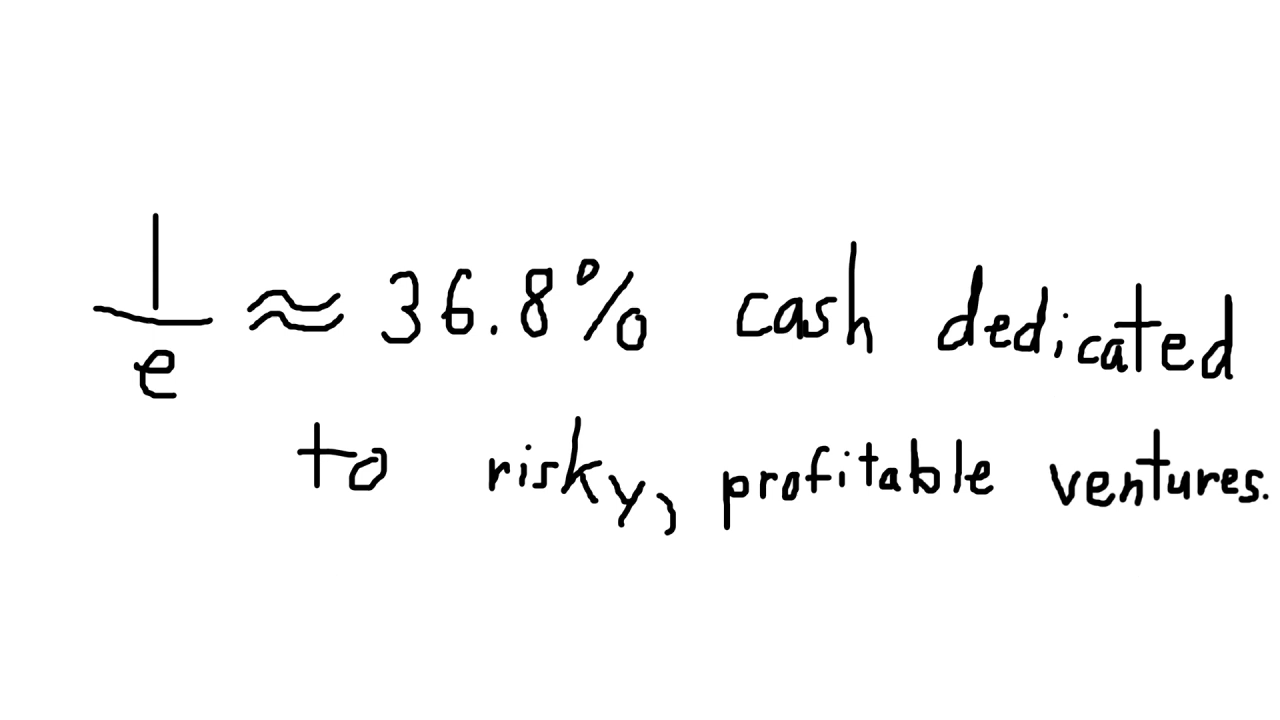 1/e ≈ 36.8% cash dedicated
to risky, profitable ventures.